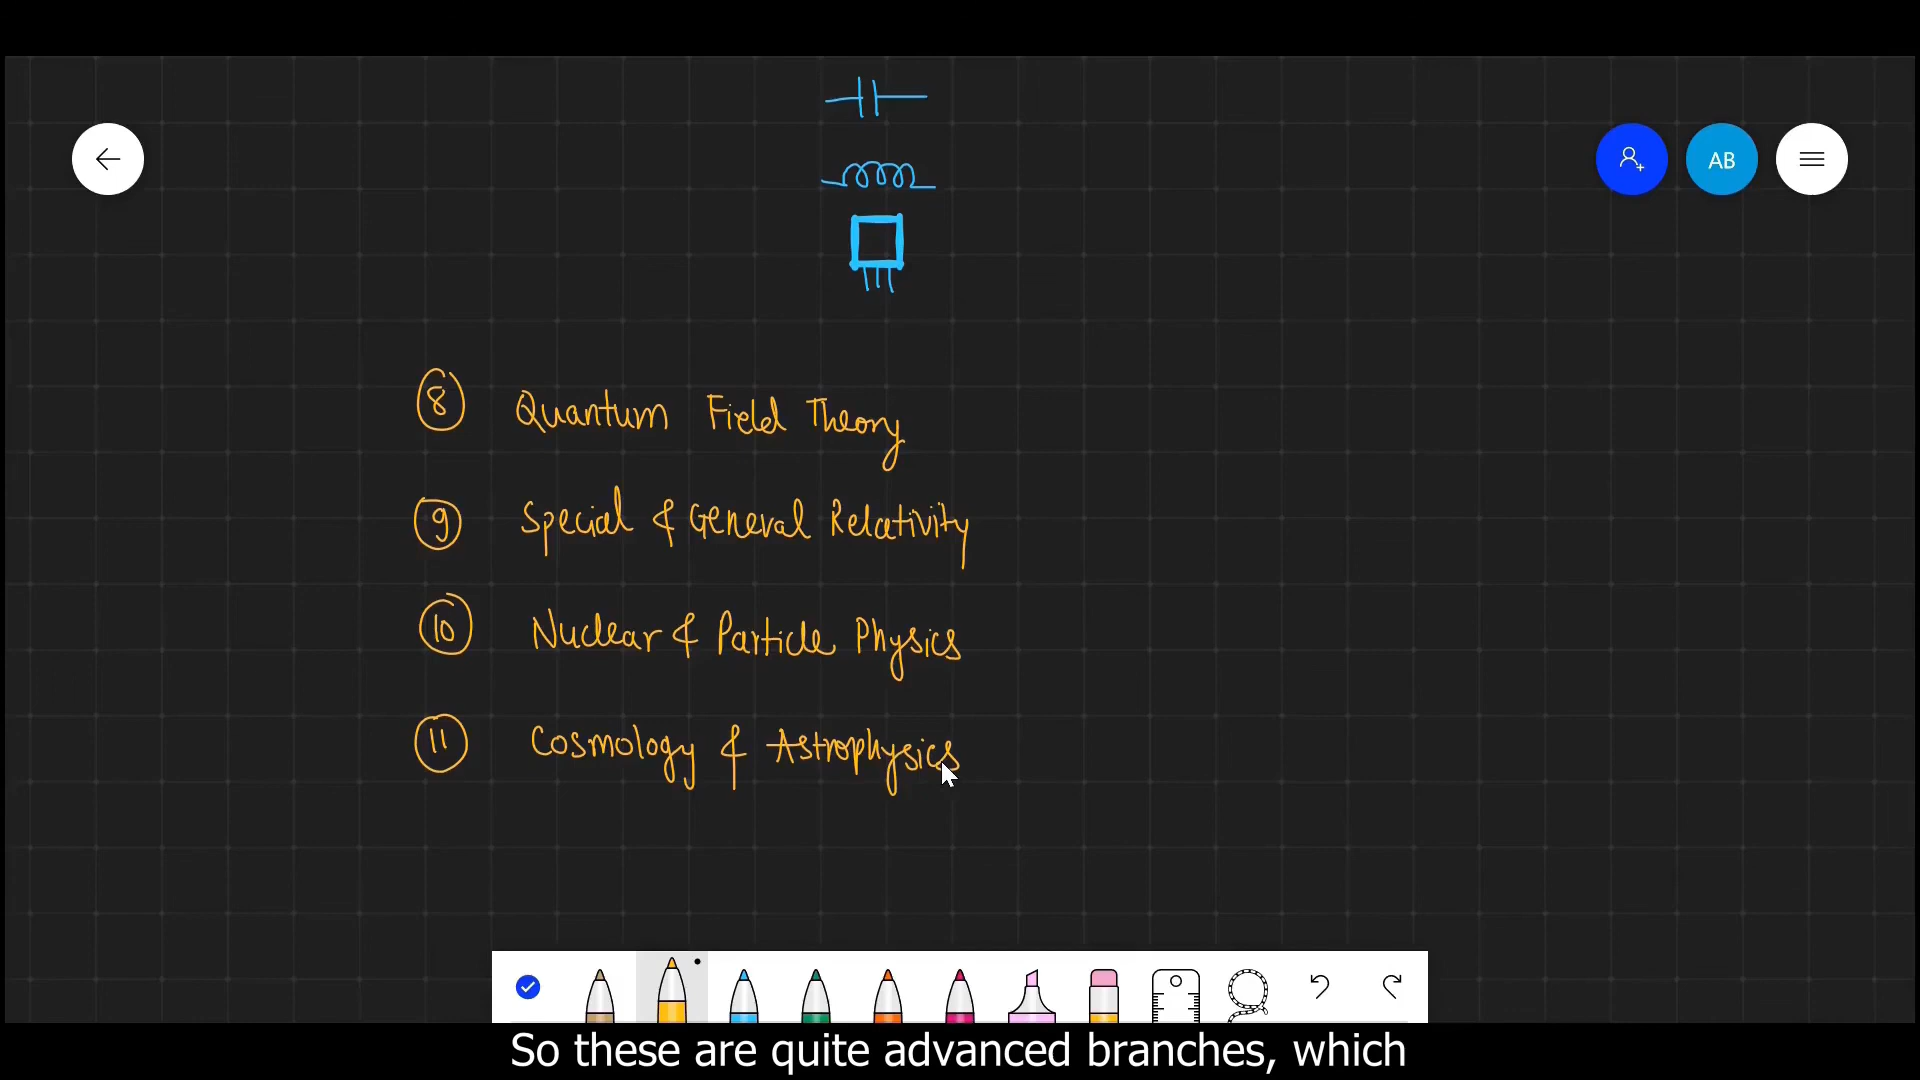 AB
8 Quantum Field Theory
9 Special & General Relativity
10 Nuclear & Particle Physics
11 Cosmology & Astrophysics
So these are quite advanced branches, which